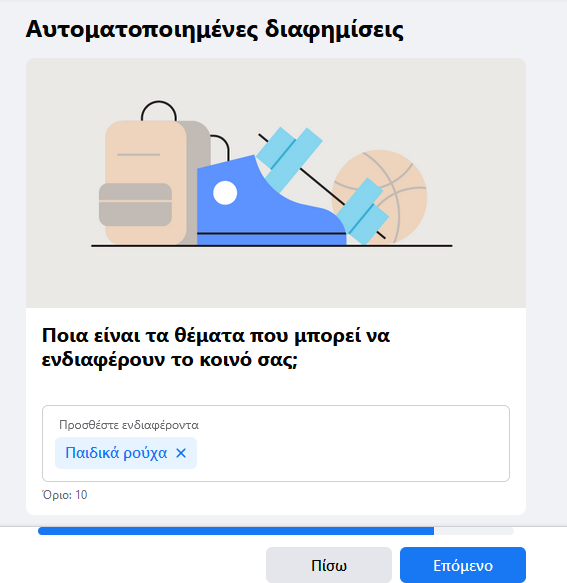 Αυτοματοποιημένες διαφημίσεις
Ποια είναι τα θέματα που μπορεί να
ενδιαφέρουν το κοινό σας;
Προσθέστε ενδιαφέροντα
Παιδικά ρούχα ✕
Όριο: 10
Πίσω
Επόμενο